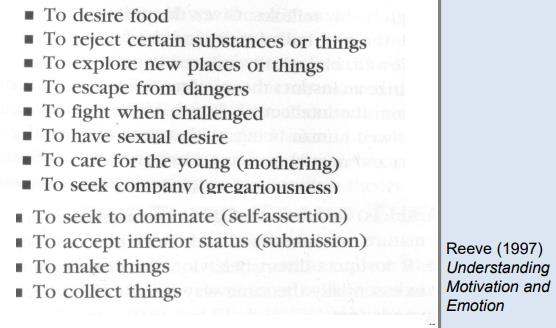 ■ To desire food
■ To reject certain substances or things
■ To explore new places or things
■ To escape from dangers
■ To fight when challenged
■ To have sexual desire
■ To care for the young (mothering)
■ To seek company (gregariousness)
■ To seek to dominate (self-assertion)
■ To accept inferior status (submission)
■ To make things
■ To collect things
Reeve (1997)
Understanding
Motivation and
Emotion